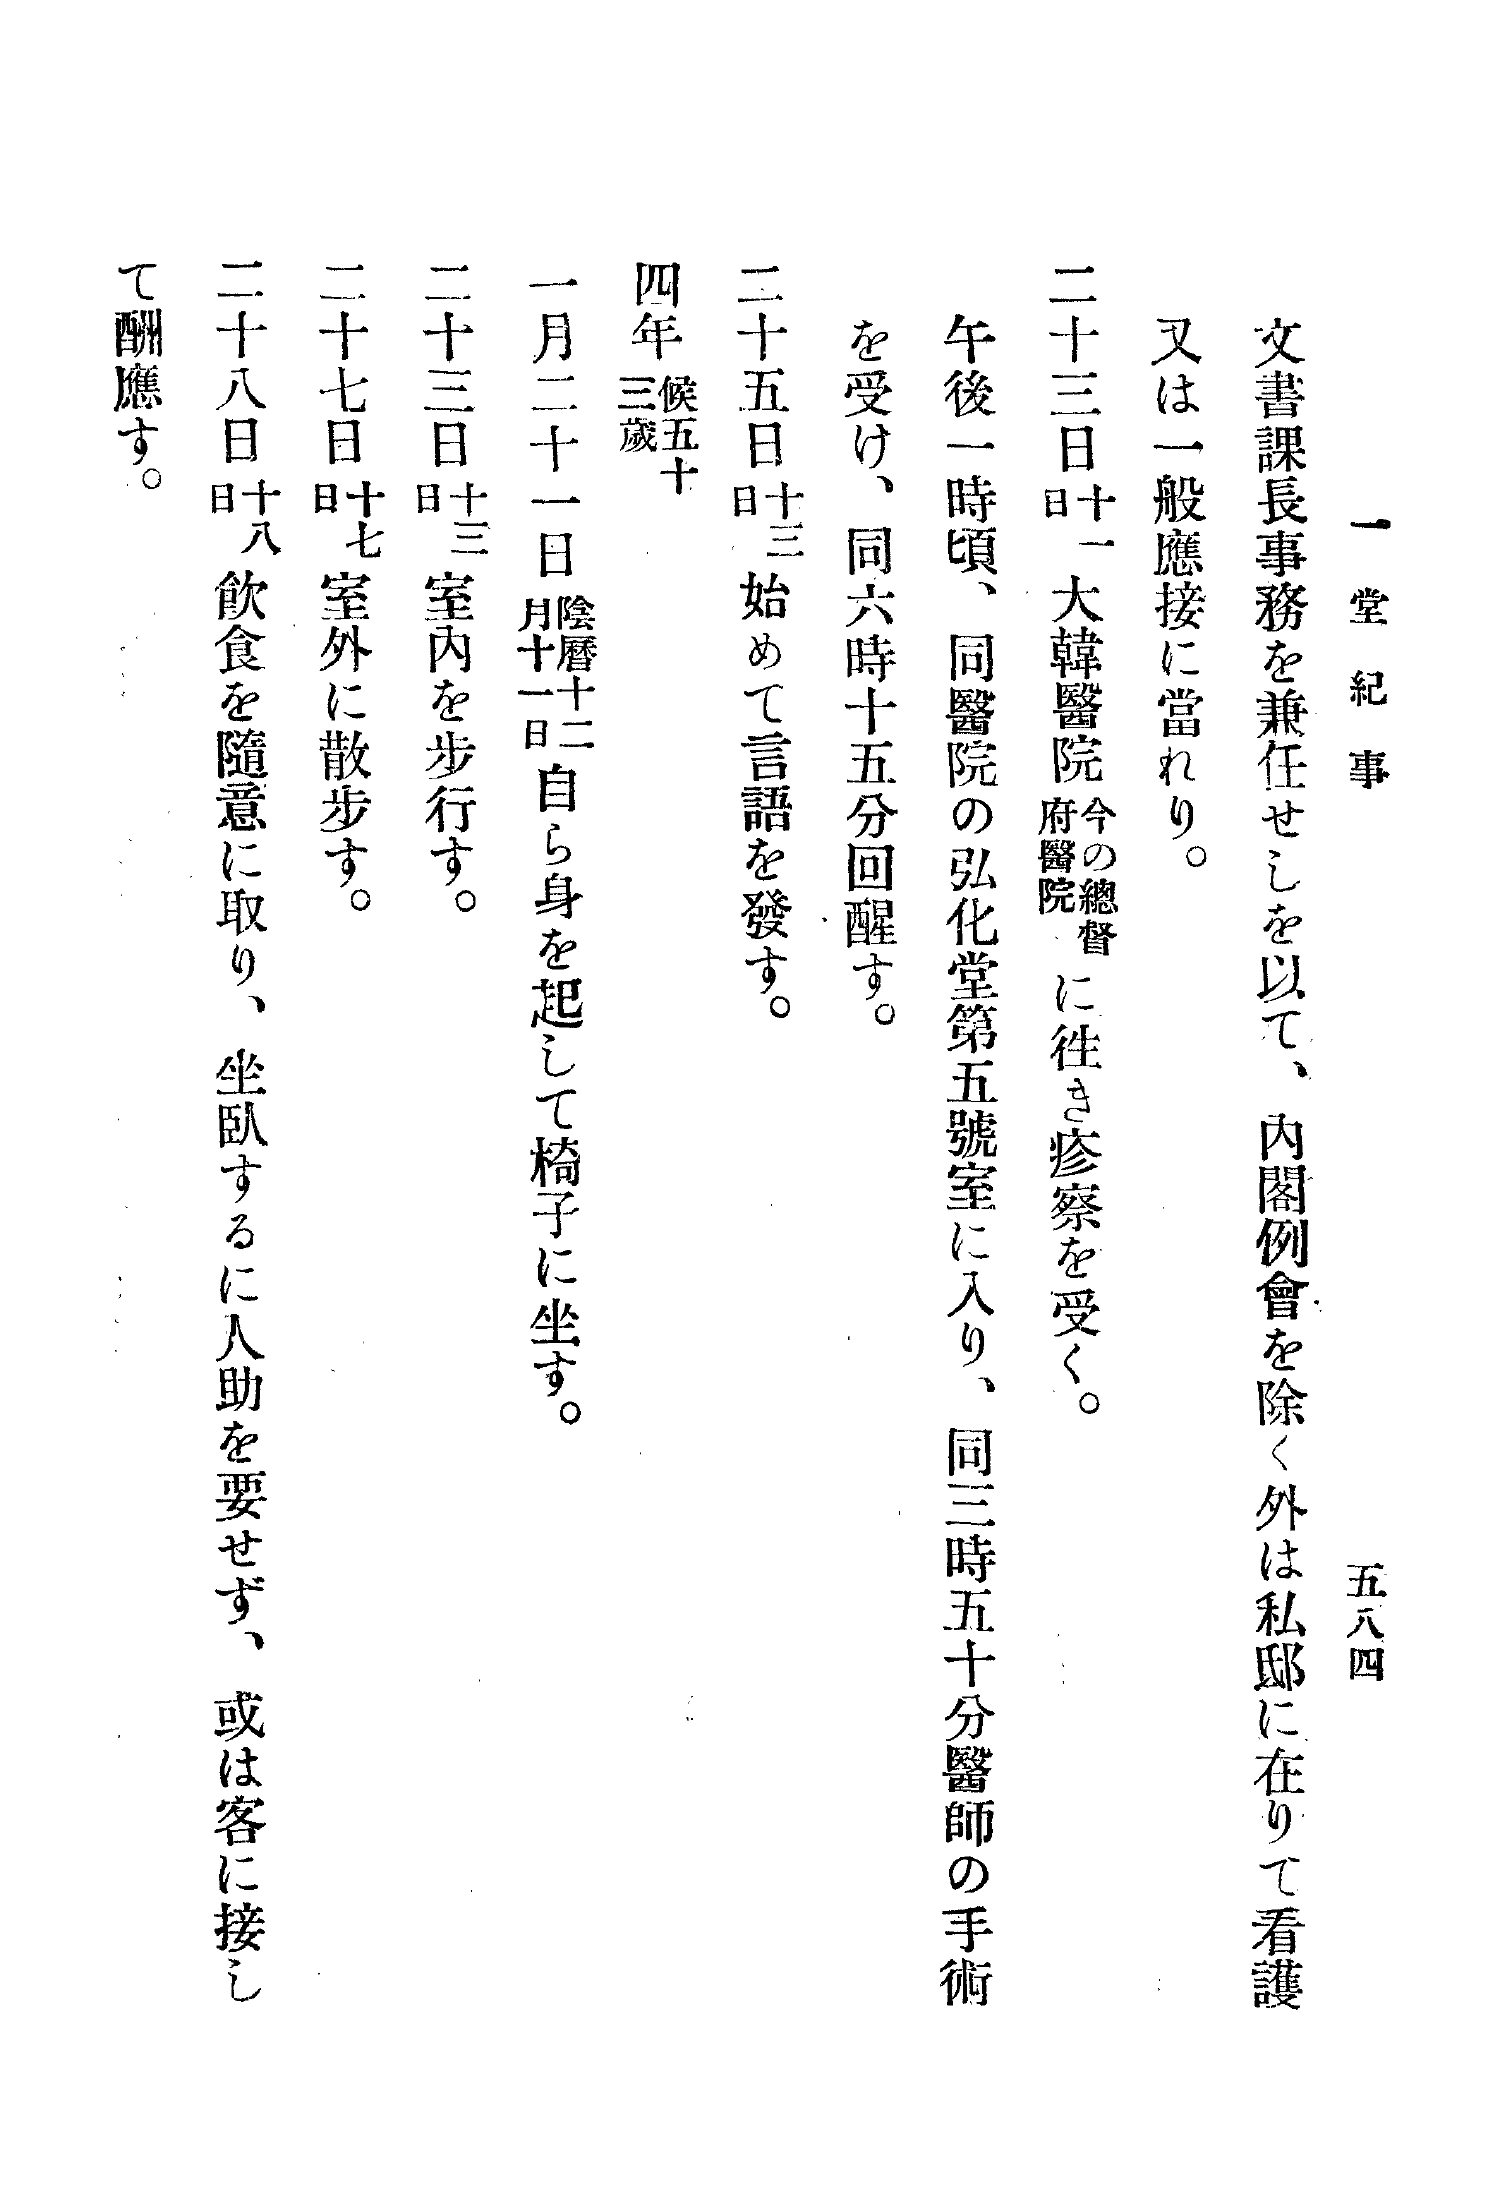 一堂紀事
五八四
文書課長事務を兼任せしを以て、內閣例會を除く外は私邸に在りて看護
又は一般應接に當れり。
二十三日 十一日 大韓醫院 今の總督府醫院 に徃き疹察を受く。
午後一時頃、同醫院の弘化堂第五號室に入り、同三時五十分醫師の手術
を受け、同六時十五分回醒す。
二十五日 十三日 始めて言語を發す。
四年 候五十三歲
一月二十一日 陰曆十二月十一日 自ら身を起して椅子に坐す。
二十三日 十三日 室內を步行す。
二十七日 十七日 室外に散步す。
二十八日 十八日 飮食を隨意に取り、坐臥するに人助を要せず、或は客に接し
て酬應す。